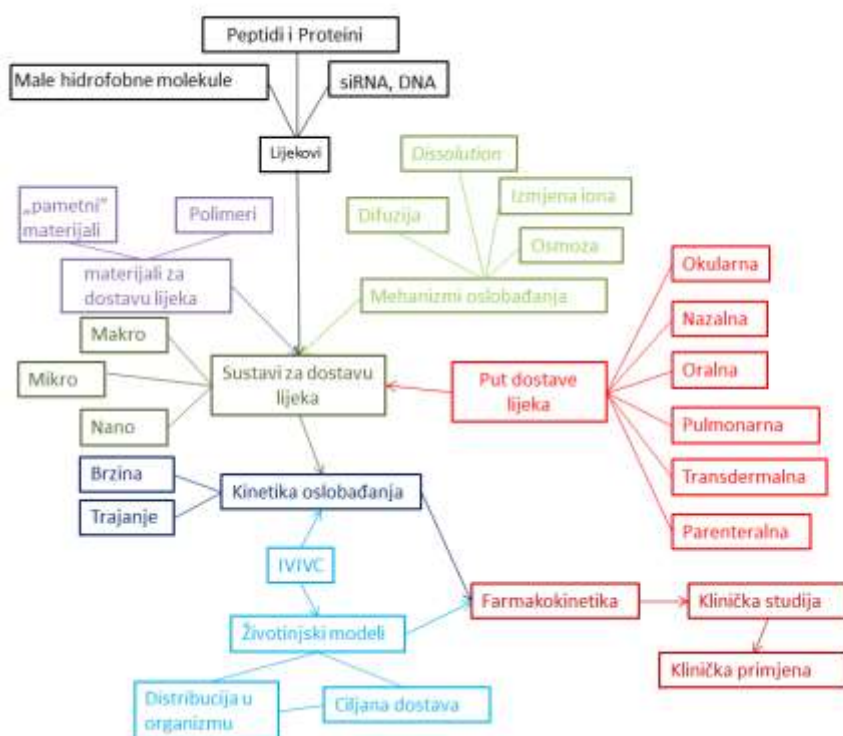 Peptidi i Proteini
Male hidrofobne molekule
siRNA, DNA
Lijekovi
Dissolution
Izmjena iona
Difuzija
Osmoza
Mehanizmi oslobađanja
„pametni”
materijali
Polimeri
materijali za
dostavu lijeka
Makro
Mikro
Nano
Sustavi za dostavu
lijeka
Put dostave
lijeka
Okularna
Nazalna
Oralna
Pulmonarna
Transdermalna
Parenteralna
Brzina
Trajanje
Kinetika oslobađanja
IVIVC
Životinjski modeli
Distribucija u
organizmu
Ciljana dostava
Farmakokinetika
Klinička studija
Klinička primjena